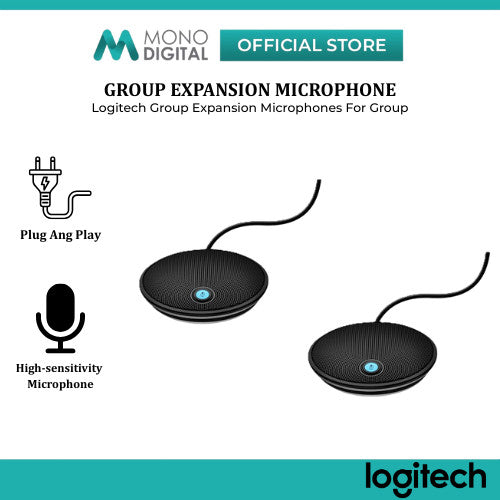 MONO
DIGITAL
OFFICIAL STORE
GROUP EXPANSION MICROPHONE
Logitech Group Expansion Microphones For Group
Plug Ang Play
High-sensitivity
Microphone
logitech